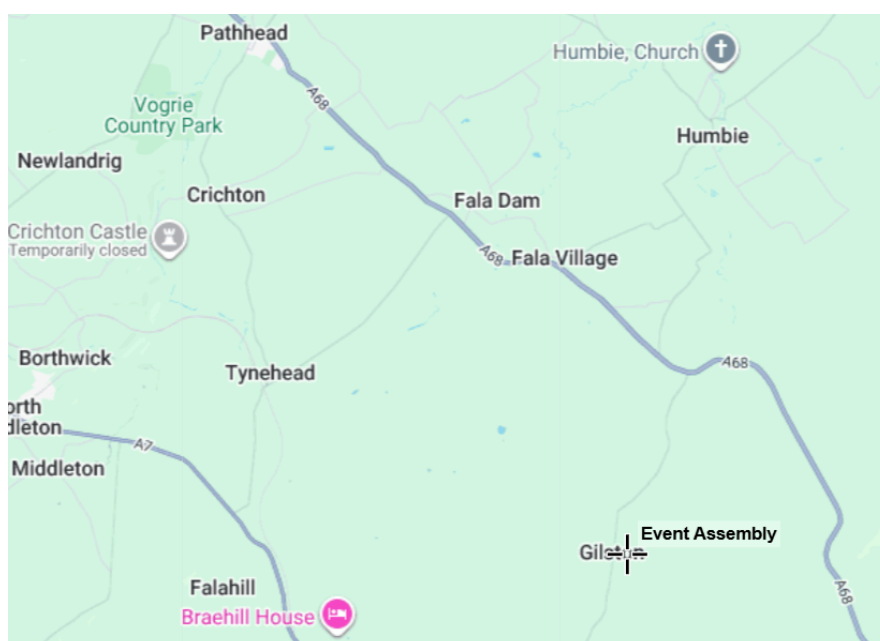 Pathhead
Humbie, Church
A68
Vogrie
Country Park
Humbie
Newlandrig
Crichton
Fala Dam
Crichton Castle
Temporarily closed
A68
Fala Village
Borthwick
A68
Tynehead
orth
dleton
A7
Middleton
Event Assembly
Gilston
Falahill
A68
Braehill House